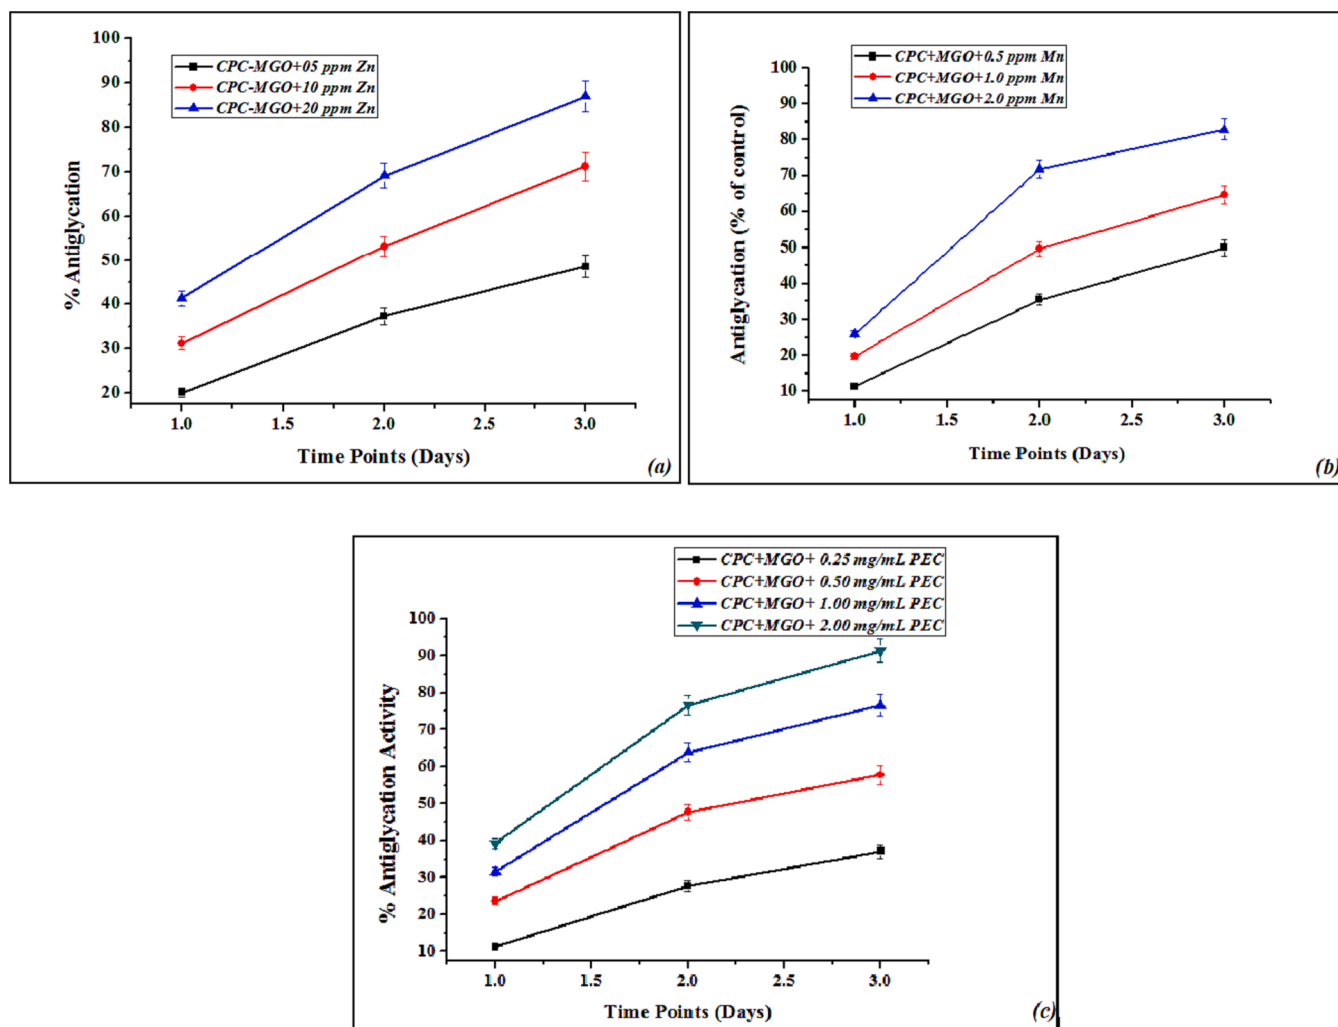 CPC-MGO+05 ppm Zn
CPC-MGO+10 ppm Zn
CPC-MGO+20 ppm Zn
% Antiglycation
100
90
80
70
60
50
40
30
20
1.0 1.5 2.0 2.5 3.0
Time Points (Days)
(a)
CPC+MGO+0.5 ppm Mn
CPC+MGO+1.0 ppm Mn
CPC+MGO+2.0 ppm Mn
Antiglycation (% of control)
100
90
80
70
60
50
40
30
20
10
1.0 1.5 2.0 2.5 3.0
Time Points (Days)
(b)
CPC+MGO+ 0.25 mg/mL PEC
CPC+MGO+ 0.50 mg/mL PEC
CPC+MGO+ 1.00 mg/mL PEC
CPC+MGO+ 2.00 mg/mL PEC
% Antiglycation Activity
100
90
80
70
60
50
40
30
20
10
1.0 1.5 2.0 2.5 3.0
Time Points (Days)
(c)